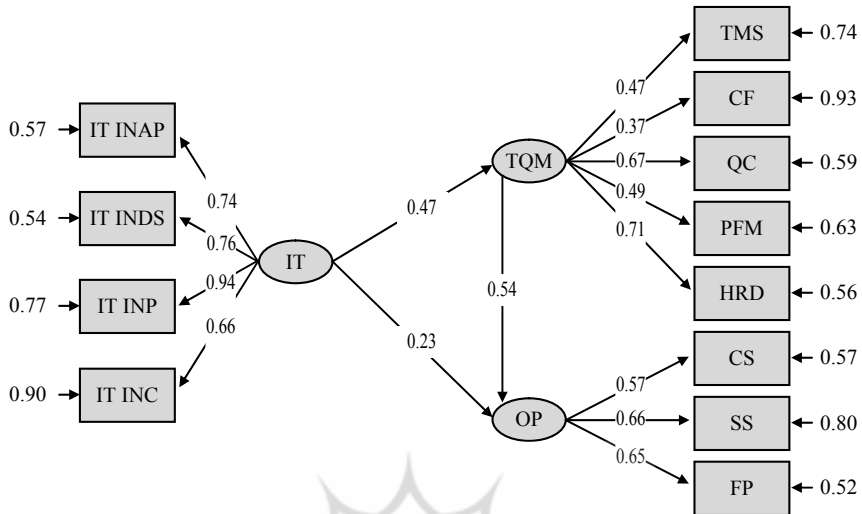 TMS
0.74
0.47
CF
0.93
0.37
0.57
IT INAP
TQM
0.67
QC
0.59
0.49
0.74
0.47
0.54
IT INDS
PFM
0.63
0.76
0.71
IT
0.94
0.54
HRD
0.56
0.77
IT INP
0.66
0.23
CS
0.57
0.57
0.90
IT INC
OP
0.66
SS
0.80
0.65
FP
0.52